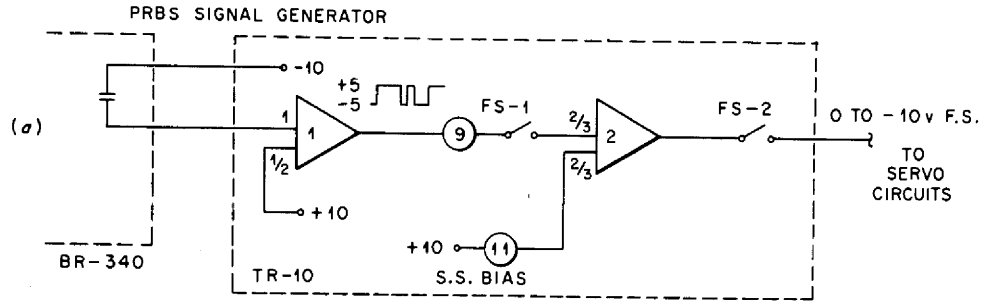 PRBS SIGNAL GENERATOR
-10
+5
-5
FS-1
FS-2
0 TO -10v F.S.
(a)
1
1
9
2/3
2
1/2
2/3
TO
SERVO
CIRCUITS
+10
+10
11
BR-340
TR-10
S.S. BIAS